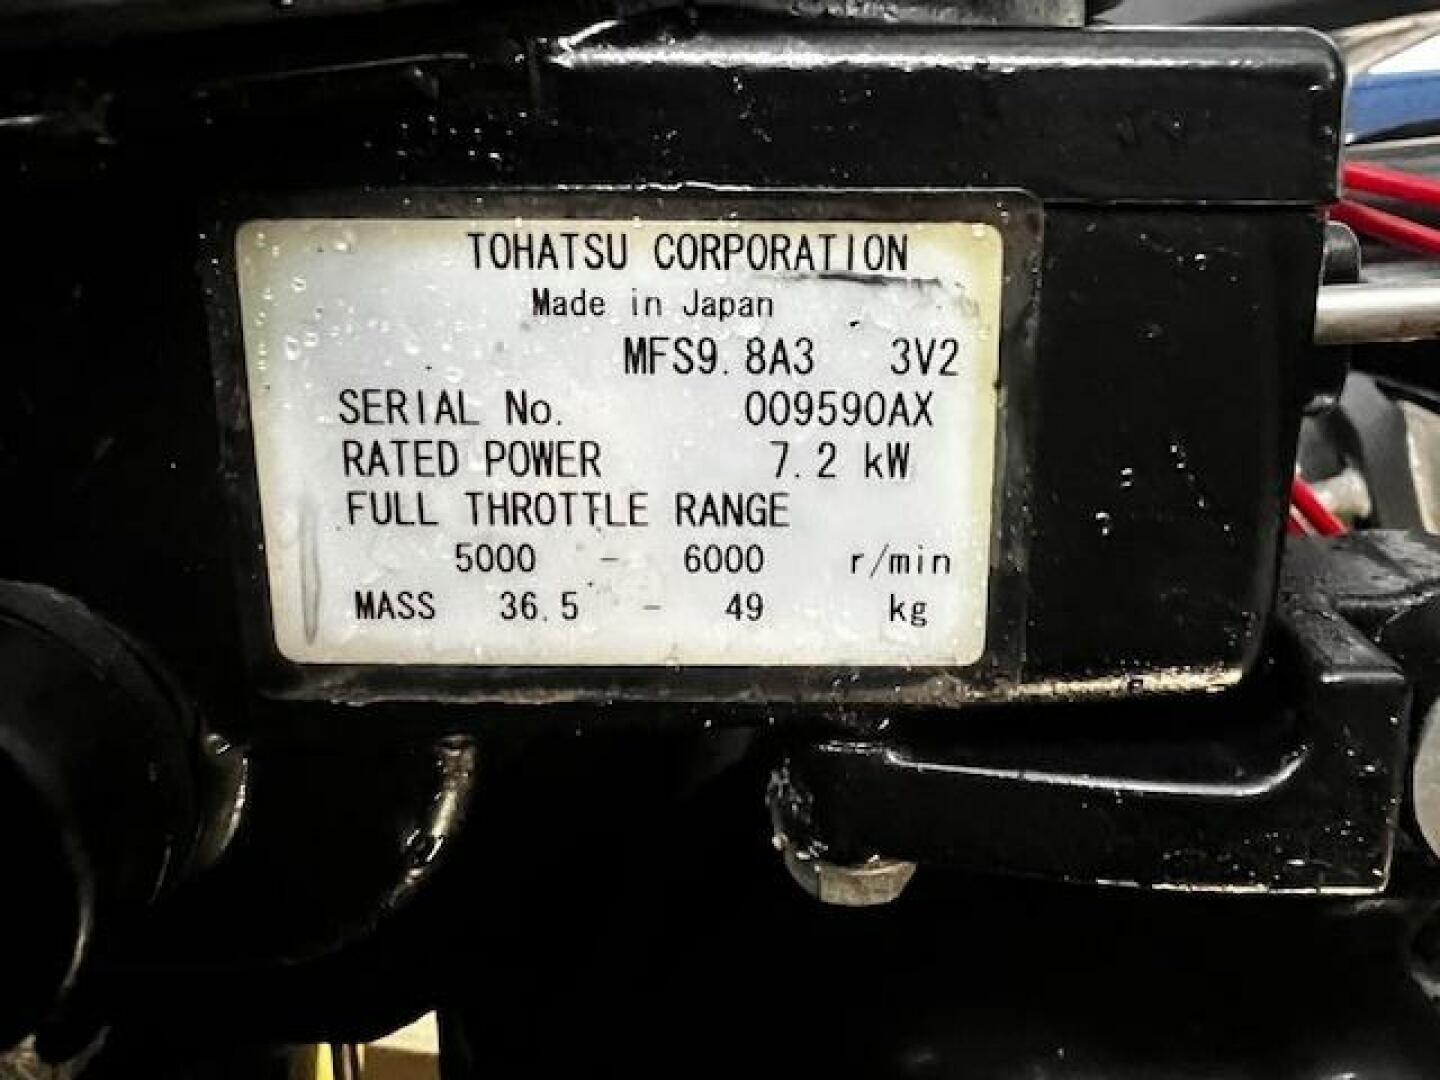 TOHATSU CORPORATION
Made in Japan
MFS9.8A3 3V2
SERIAL No. 009590AX
RATED POWER 7.2 kW
FULL THROTTLE RANGE
5000 - 6000 r/min
MASS 36.5 - 49 kg